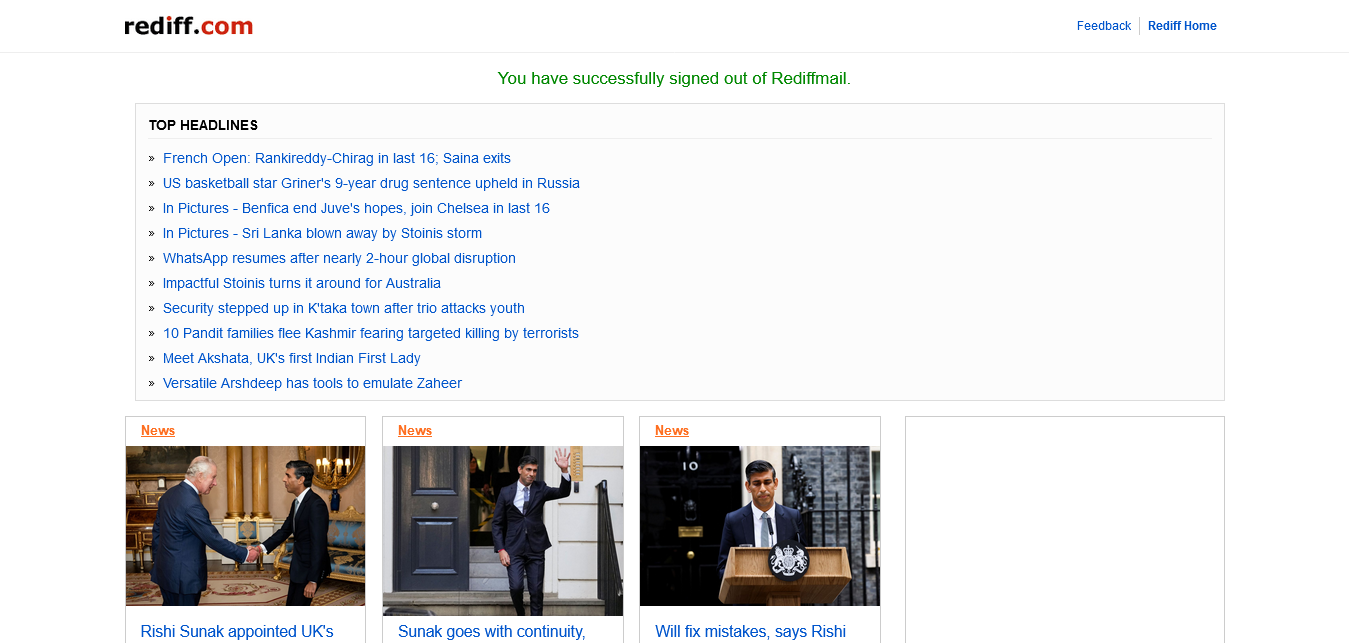 rediff.com
Feedback
Rediff Home
You have successfully signed out of Rediffmail.
TOP HEADLINES
» French Open: Rankireddy-Chirag in last 16; Saina exits
» US basketball star Griner's 9-year drug sentence upheld in Russia
» In Pictures - Benfica end Juve's hopes, join Chelsea in last 16
» In Pictures - Sri Lanka blown away by Stoinis storm
» WhatsApp resumes after nearly 2-hour global disruption
» Impactful Stoinis turns it around for Australia
» Security stepped up in K'taka town after trio attacks youth
» 10 Pandit families flee Kashmir fearing targeted killing by terrorists
» Meet Akshata, UK's first Indian First Lady
» Versatile Arshdeep has tools to emulate Zaheer
News
Rishi Sunak appointed UK's
News
Sunak goes with continuity,
News
10
Will fix mistakes, says Rishi